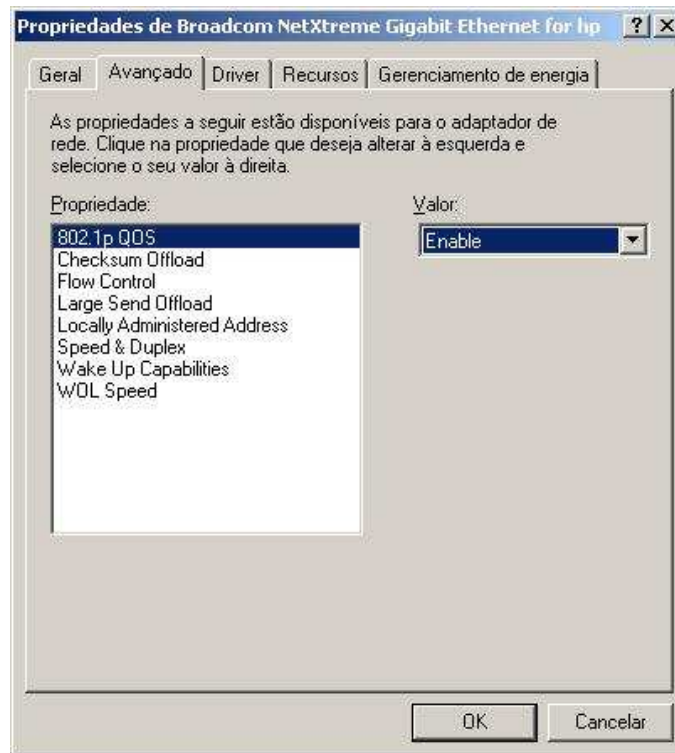 Propriedades de Broadcom NetXtreme Gigabit Ethernet for hp
Geral Avançado Driver Recursos Gerenciamento de energia
As propriedades a seguir estão disponíveis para o adaptador de
rede. Clique na propriedade que deseja alterar à esquerda e
selecione o seu valor à direita.
Propriedade: Valor:
802.1p QOS Enable
Checksum Offload
Flow Control
Large Send Offload
Locally Administered Address
Speed & Duplex
Wake Up Capabilities
WOL Speed
OK Cancelar